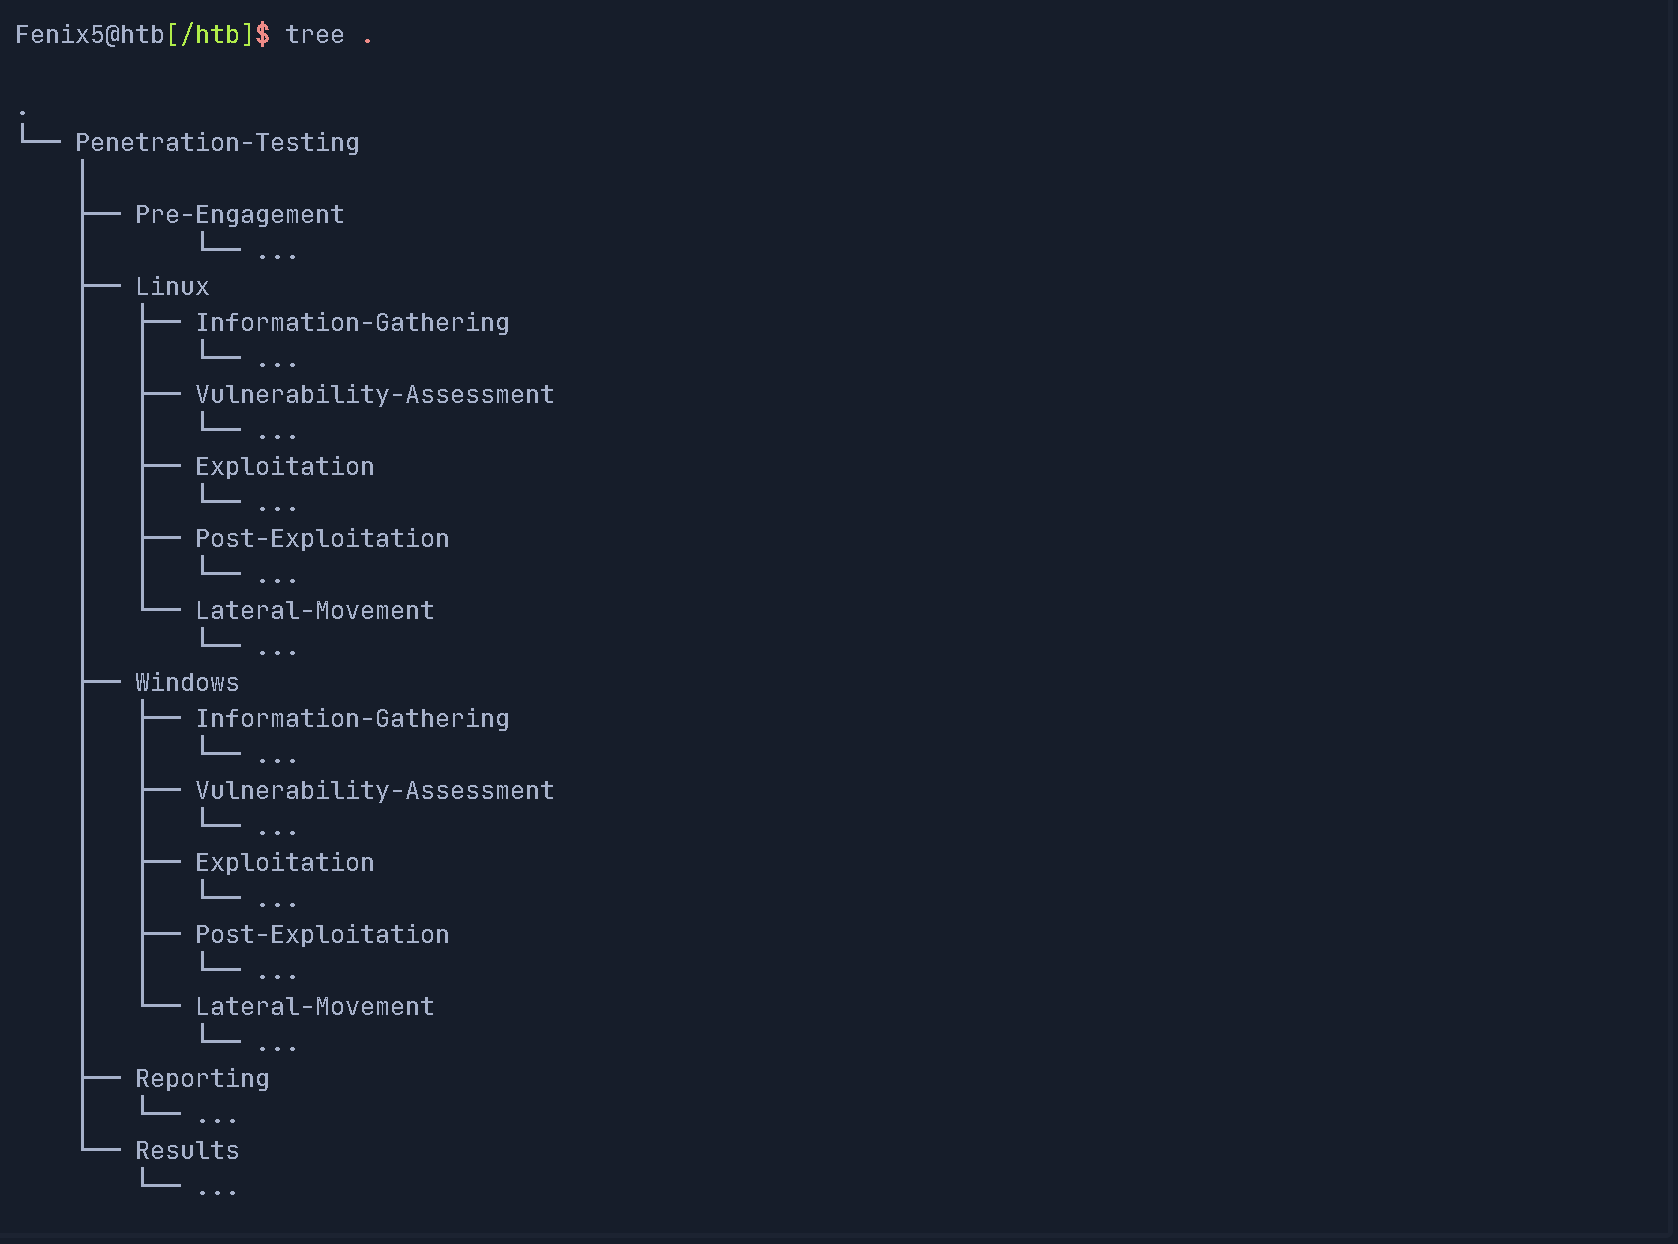 Fenix5@htb[/htb]$ tree .
.
└── Penetration-Testing
    │
    ├── Pre-Engagement
    │       └── ...
    ├── Linux
    │   ├── Information-Gathering
    │   │   └── ...
    │   ├── Vulnerability-Assessment
    │   │   └── ...
    │   ├── Exploitation
    │   │   └── ...
    │   ├── Post-Exploitation
    │   │   └── ...
    │   └── Lateral-Movement
    │       └── ...
    ├── Windows
    │   ├── Information-Gathering
    │   │   └── ...
    │   ├── Vulnerability-Assessment
    │   │   └── ...
    │   ├── Exploitation
    │   │   └── ...
    │   ├── Post-Exploitation
    │   │   └── ...
    │   └── Lateral-Movement
    │       └── ...
    ├── Reporting
    │   └── ...
    └── Results
        └── ...